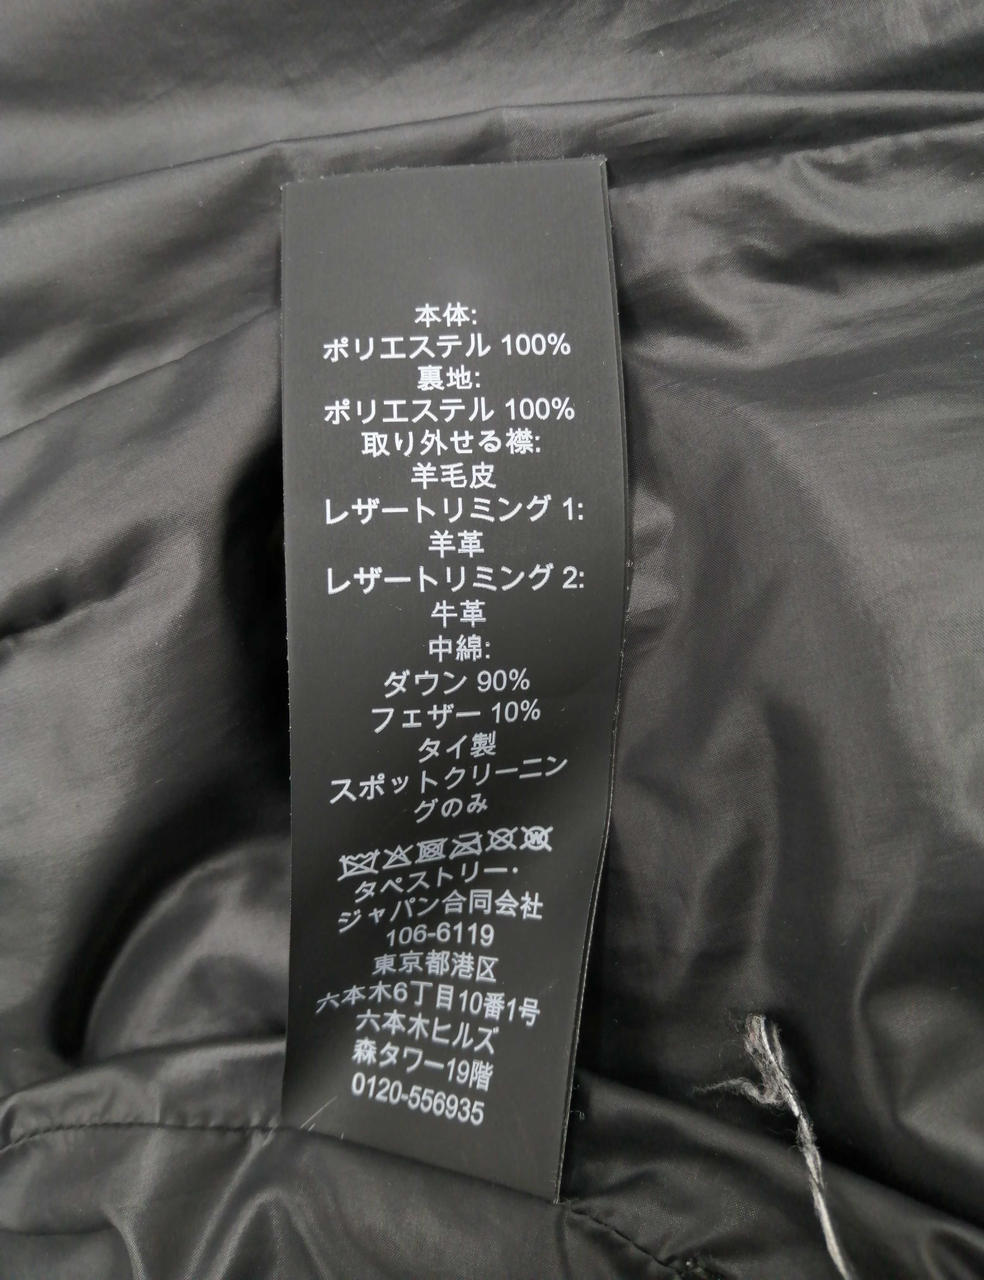 本体:
ポリエステル 100%
裏地:
ポリエステル 100%
取り外せる襟:
羊毛皮
レザートリミング 1:
羊革
レザートリミング 2:
牛革
中綿:
ダウン 90%
フェザー 10%
タイ製
スポットクリーニン
グのみ
タペストリー・
ジャパン合同会社
106-6119
東京都港区
六本木6丁目10番1号
六本木ヒルズ
森タワー19階
0120-556935